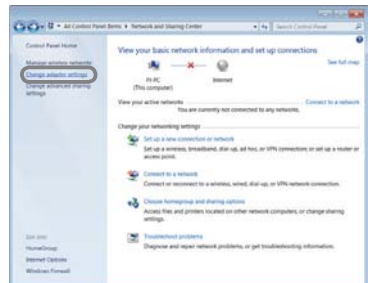 All Control Panel Items ▸ Network and Sharing Center
Search Control Panel
Control Panel Home
Manage wireless networks
Change adapter settings
Change advanced sharing
settings
View your basic network information and set up connections
See full map
(This computer)
Internet
View your active networks
Connect to a network
You are currently not connected to any networks.
Change your networking settings
Set up a new connection or network
Set up a wireless, broadband, dial-up, ad hoc, or VPN connection; or set up a router or
access point.
Connect to a network
Connect or reconnect to a wireless, wired, dial-up, or VPN network connection.
Choose homegroup and sharing options
Access files and printers located on other network computers, or change sharing
settings.
Troubleshoot problems
Diagnose and repair network problems, or get troubleshooting information.
See also
HomeGroup
Internet Options
Windows Firewall